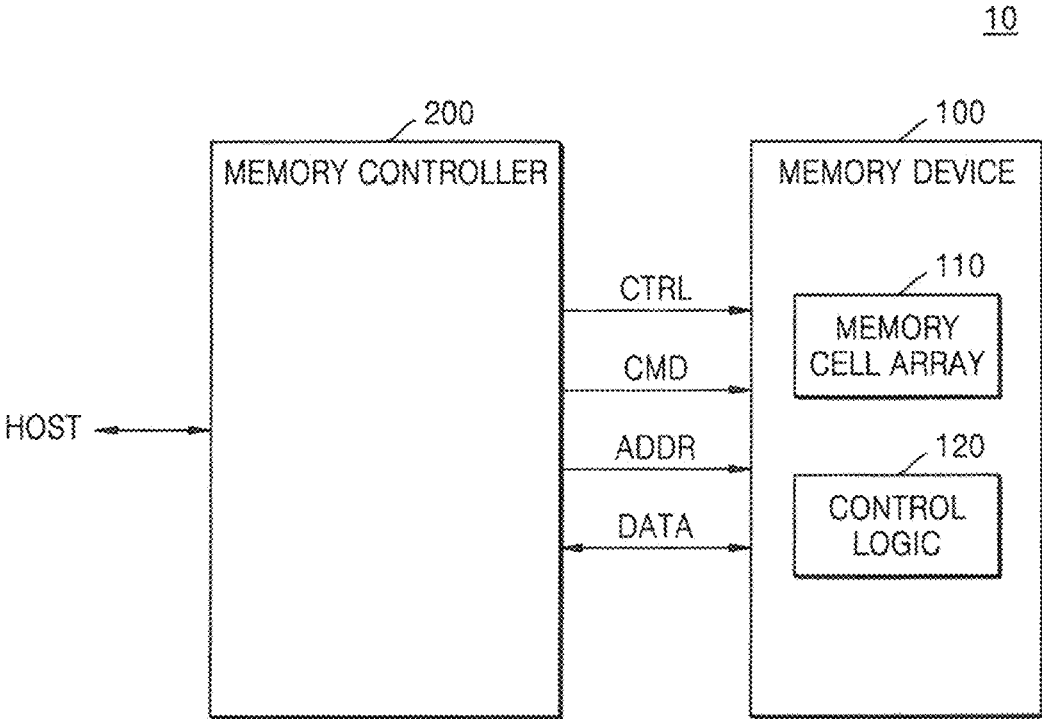 10
200
100
MEMORY CONTROLLER
MEMORY DEVICE
110
CTRL
MEMORY
CELL ARRAY
CMD
HOST
ADDR
120
DATA
CONTROL
LOGIC